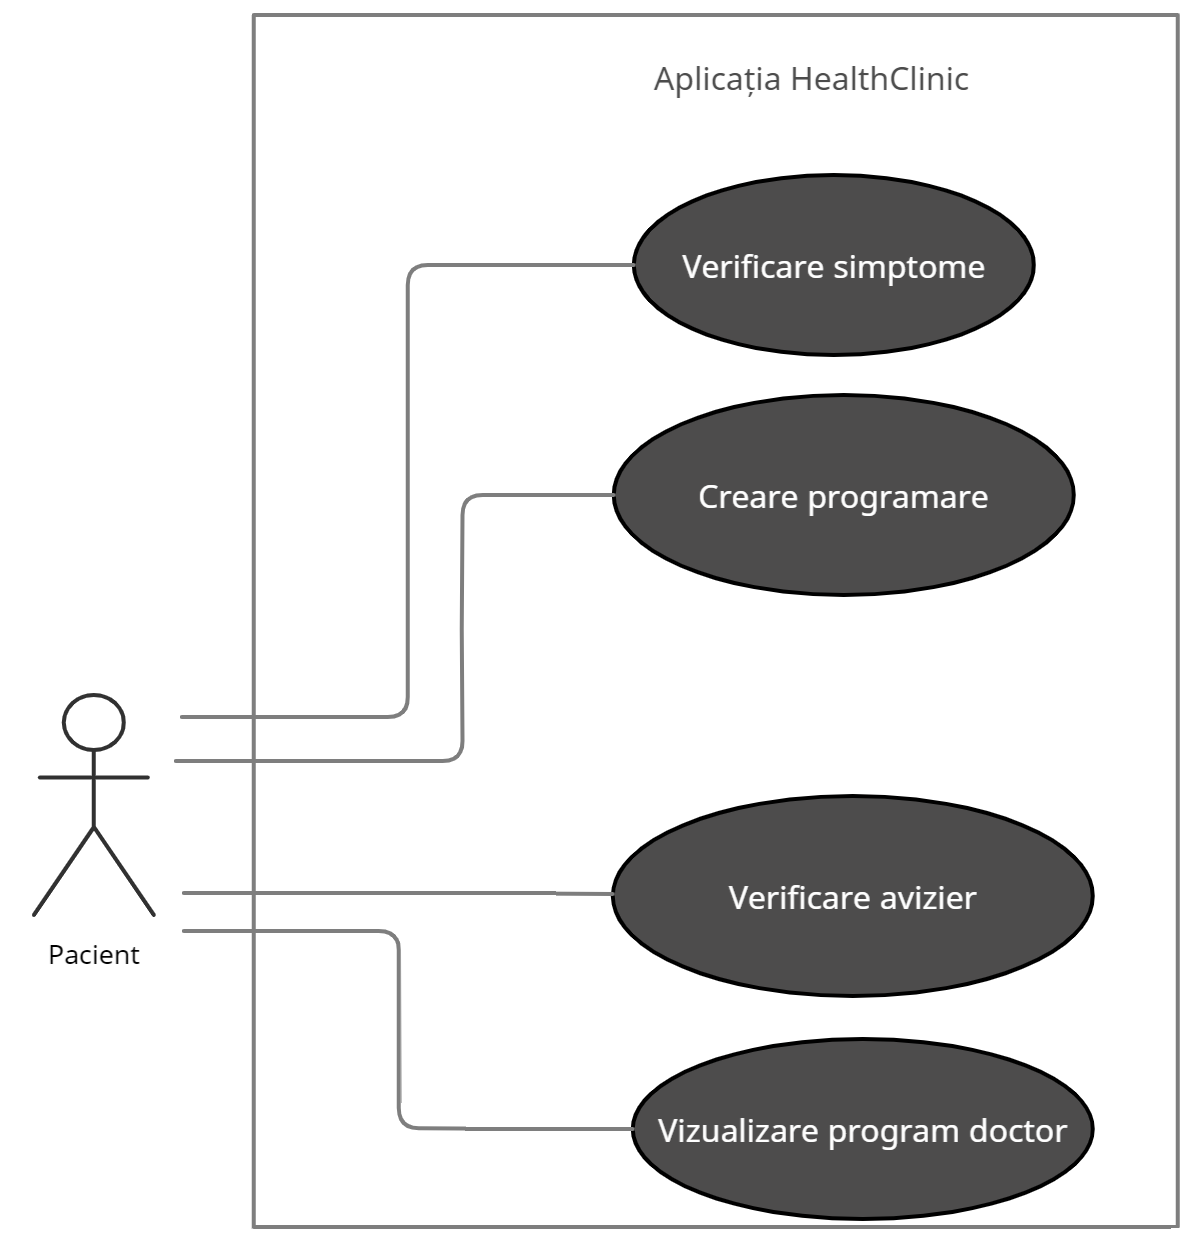 Aplicația HealthClinic
Verificare simptome
Creare programare
Verificare avizier
Pacient
Vizualizare program doctor